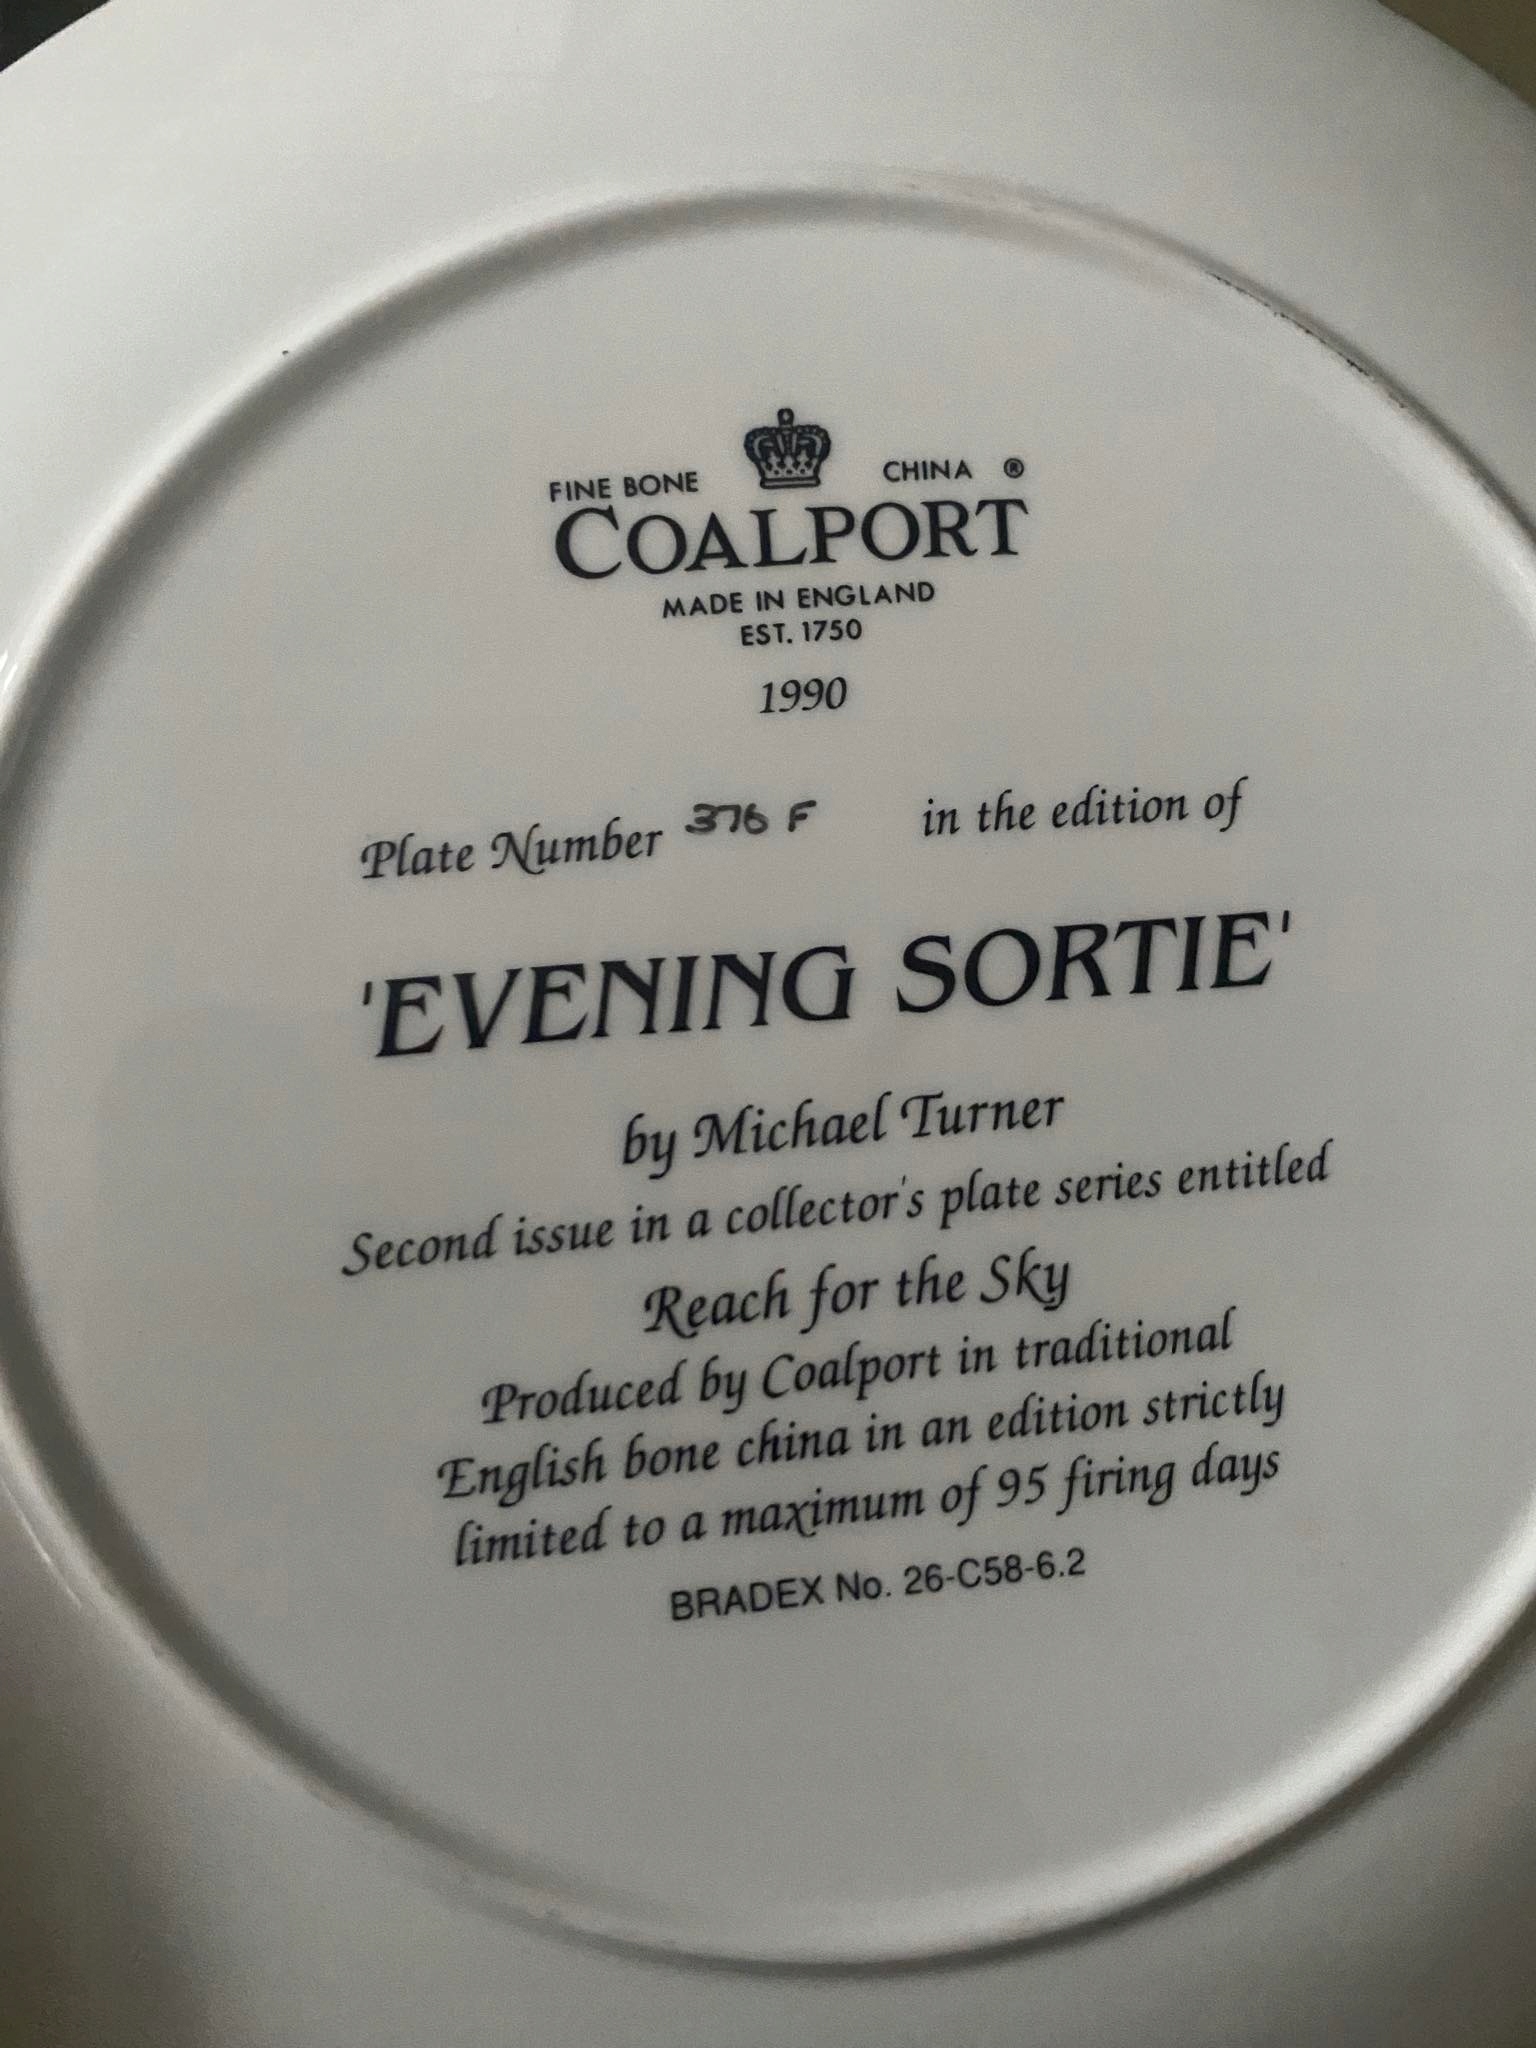 FINE BONE CHINA ®
COALPORT
MADE IN ENGLAND
EST. 1750
1990
Plate Number 376 F in the edition of
'EVENING SORTIE'
by Michael Turner
Second issue in a collector's plate series entitled
Reach for the Sky
Produced by Coalport in traditional
English bone china in an edition strictly
limited to a maximum of 95 firing days
BRADEX No. 26-C58-6.2